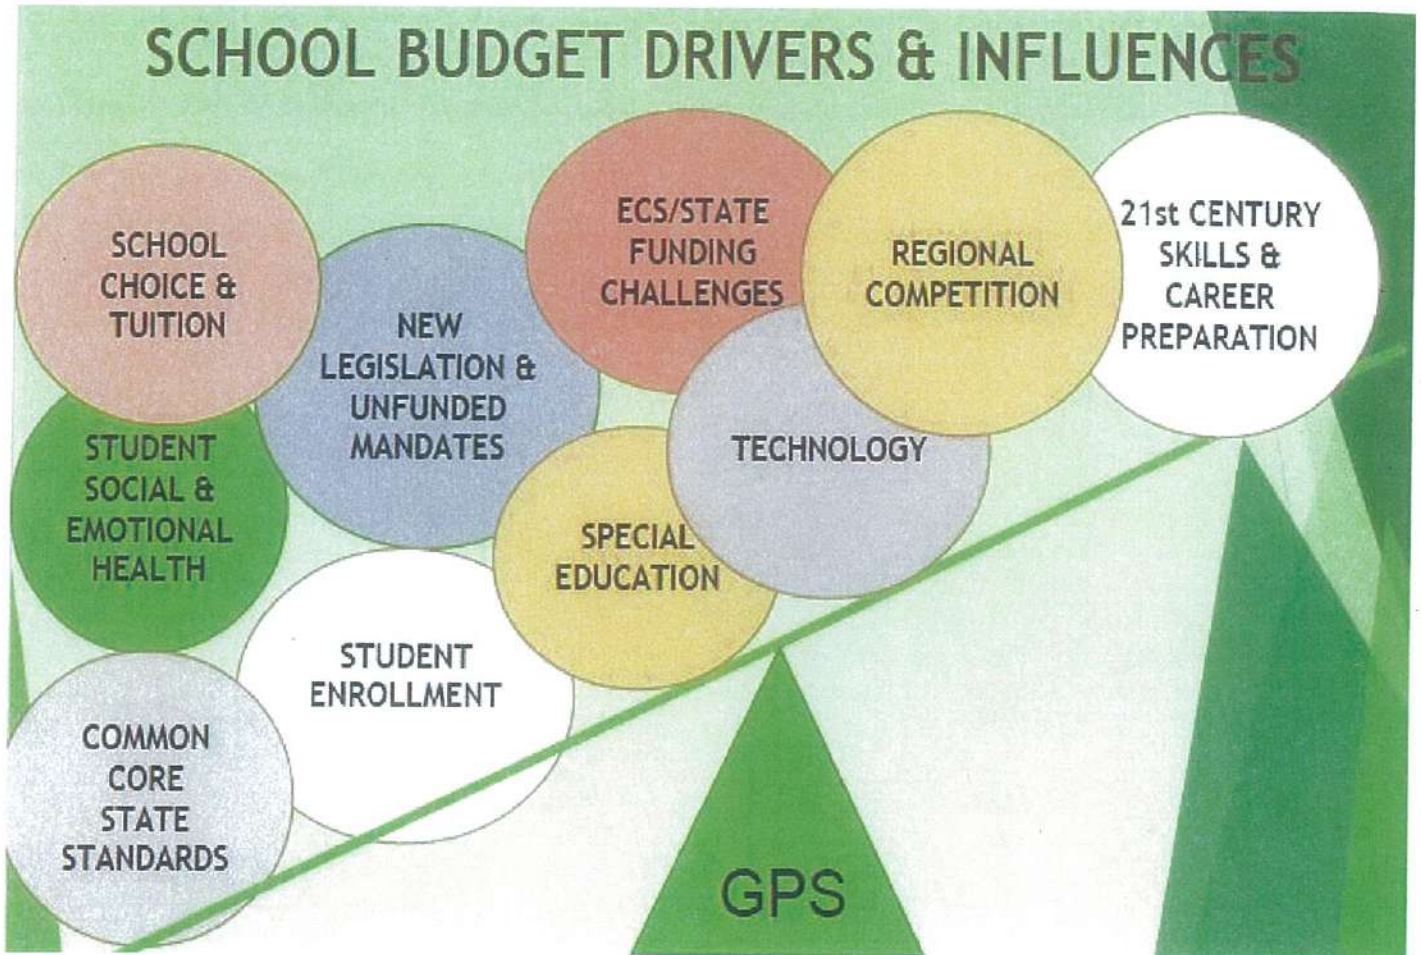 SCHOOL BUDGET DRIVERS & INFLUENCES
SCHOOL
CHOICE &
TUITION
NEW
LEGISLATION &
UNFUNDED
MANDATES
ECS/STATE
FUNDING
CHALLENGES
REGIONAL
COMPETITION
21st CENTURY
SKILLS &
CAREER
PREPARATION
STUDENT
SOCIAL &
EMOTIONAL
HEALTH
SPECIAL
EDUCATION
TECHNOLOGY
STUDENT
ENROLLMENT
COMMON
CORE
STATE
STANDARDS
GPS